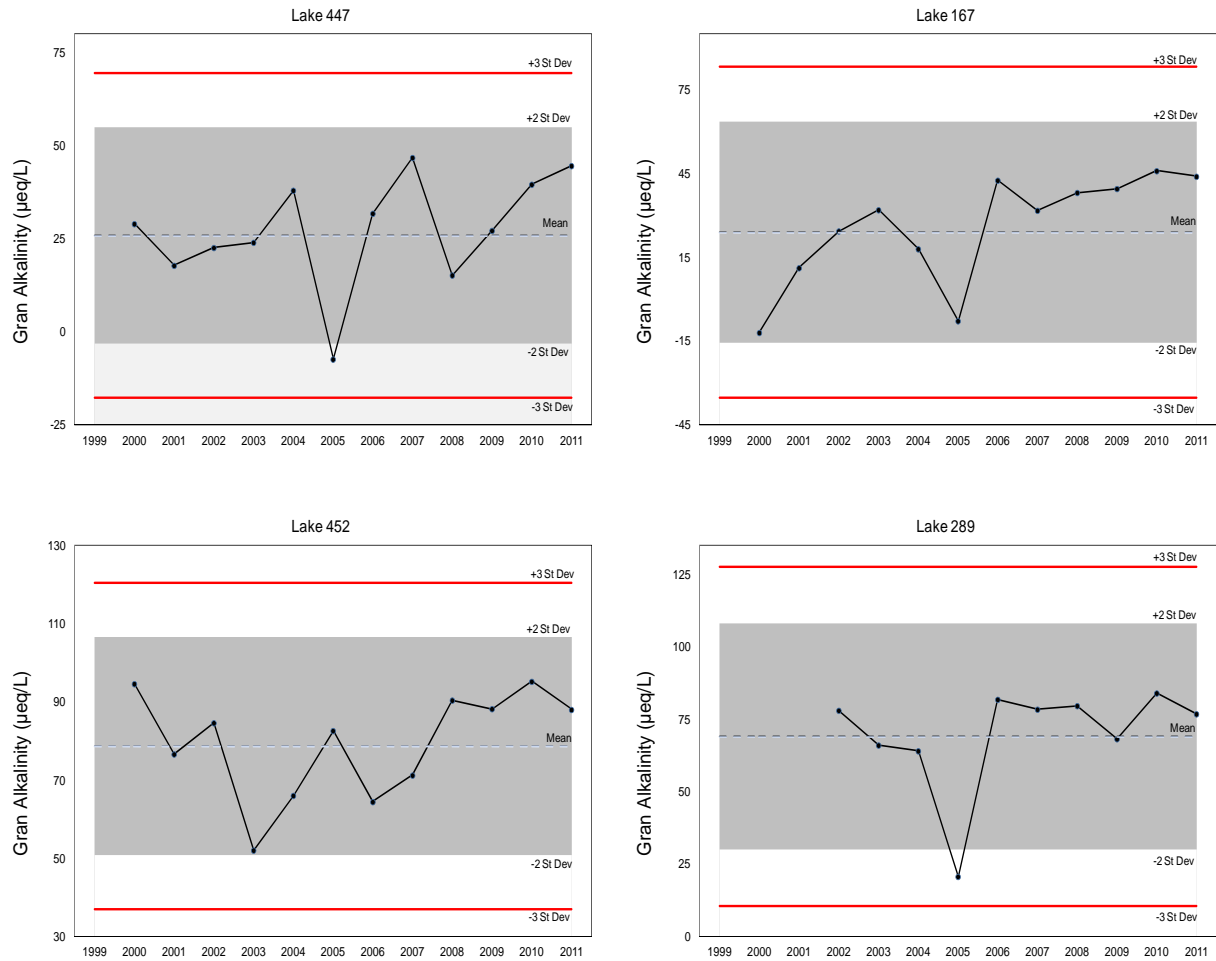 Lake 447
Gran Alkalinity (µeq/L)
75
50
25
0
-25
+3 St Dev
+2 St Dev
Mean
-2 St Dev
-3 St Dev
1999 2000 2001 2002 2003 2004 2005 2006 2007 2008 2009 2010 2011
Lake 167
Gran Alkalinity (µeq/L)
75
45
15
-15
-45
+3 St Dev
+2 St Dev
Mean
-2 St Dev
-3 St Dev
1999 2000 2001 2002 2003 2004 2005 2006 2007 2008 2009 2010 2011
Lake 452
Gran Alkalinity (µeq/L)
130
110
90
70
50
30
+3 St Dev
+2 St Dev
Mean
-2 St Dev
-3 St Dev
1999 2000 2001 2002 2003 2004 2005 2006 2007 2008 2009 2010 2011
Lake 289
Gran Alkalinity (µeq/L)
125
100
75
50
25
0
+3 St Dev
+2 St Dev
Mean
-2 St Dev
-3 St Dev
1999 2000 2001 2002 2003 2004 2005 2006 2007 2008 2009 2010 2011